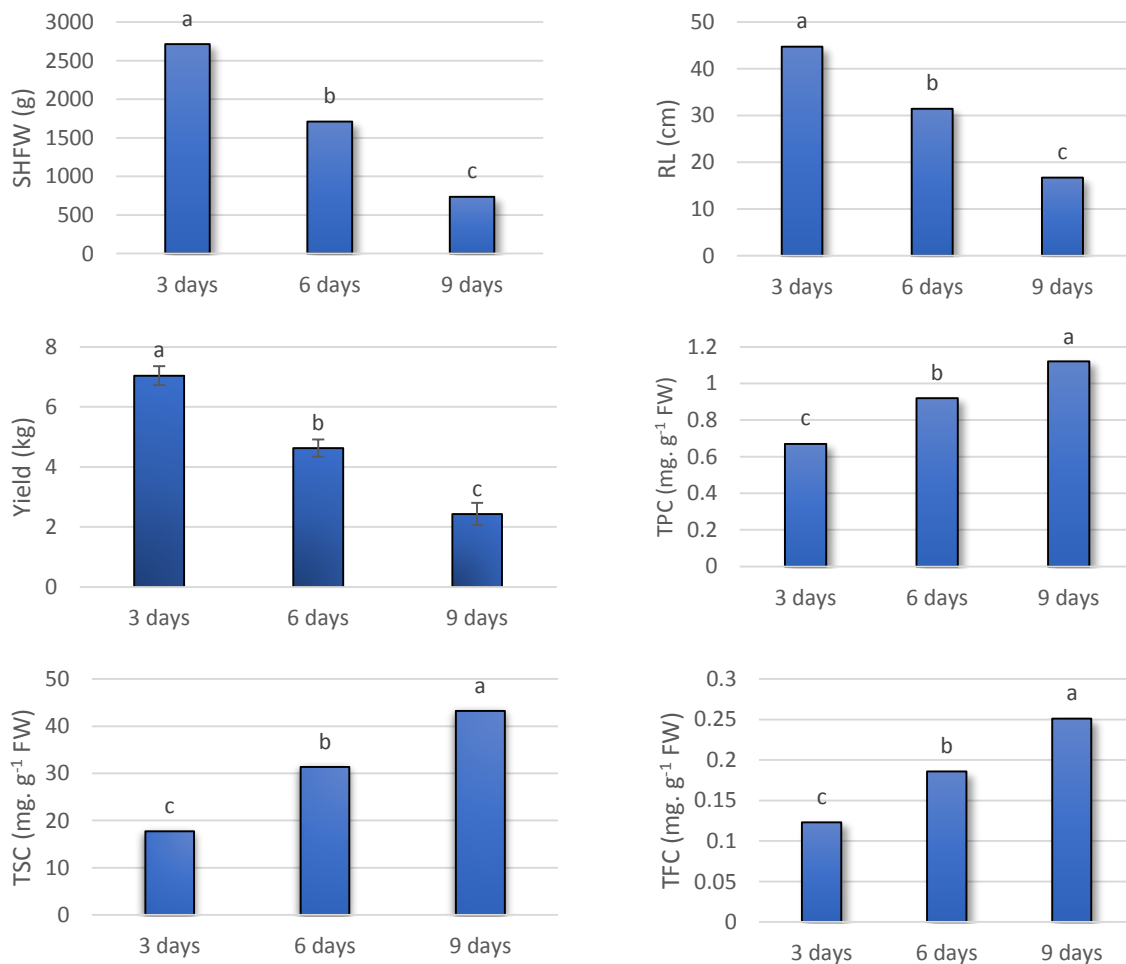 SHFW (g)
3000
2500
2000
1500
1000
500
0
a
b
c
3 days
6 days
9 days
RL (cm)
50
40
30
20
10
0
a
b
c
3 days
6 days
9 days
Yield (kg)
8
6
4
2
0
a
b
c
3 days
6 days
9 days
TPC (mg. g⁻¹ FW)
1.2
1
0.8
0.6
0.4
0.2
0
c
b
a
3 days
6 days
9 days
TSC (mg. g⁻¹ FW)
50
40
30
20
10
0
c
b
a
3 days
6 days
9 days
TFC (mg. g⁻¹ FW)
0.3
0.25
0.2
0.15
0.1
0.05
0
c
b
a
3 days
6 days
9 days